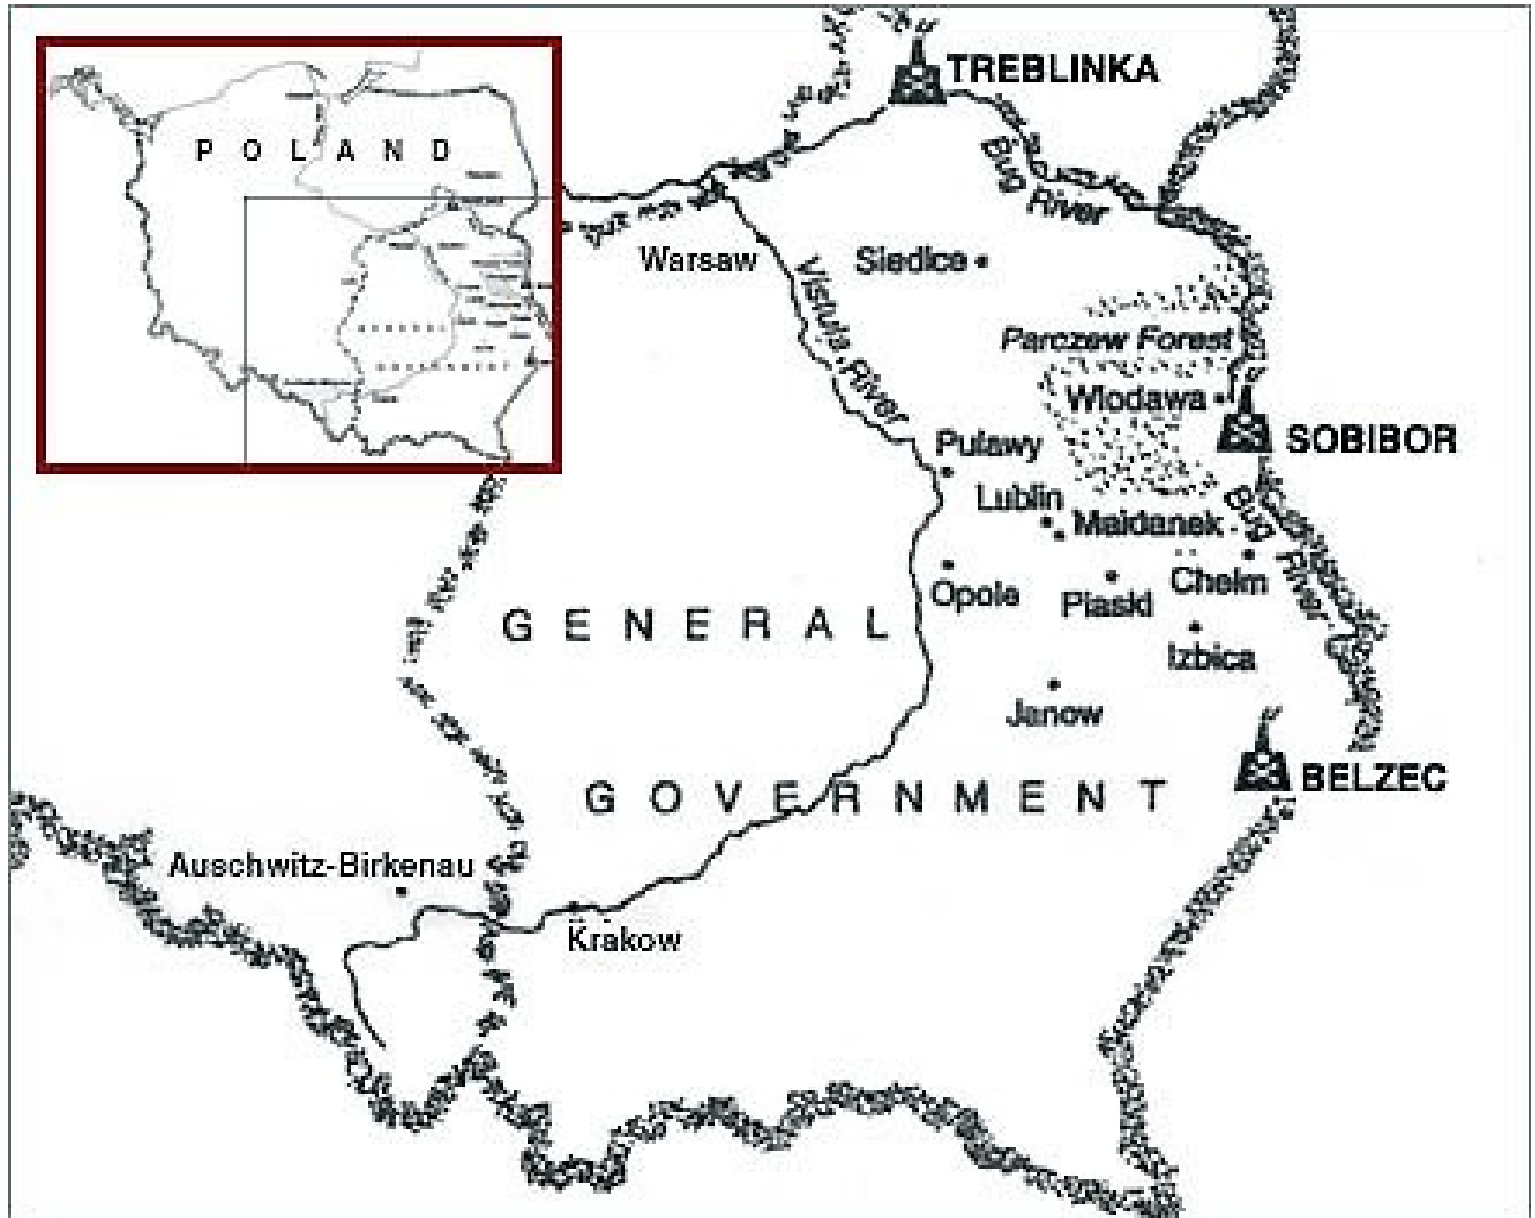 POLAND
TREBLINKA
Bug River
Warsaw
Siedlce
Vistula River
Parczew Forest
Wlodawa
SOBIBOR
Pulawy
Lublin
Maidanek
Bug River
Chelm
Opole
Piaski
GENERAL
Izbica
Janow
GOVERNMENT
BELZEC
Auschwitz-Birkenau
Krakow